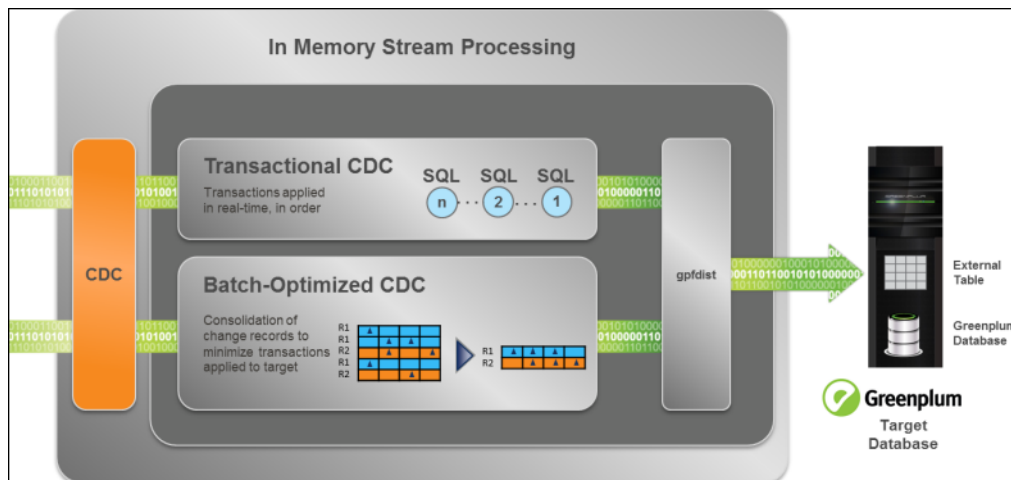 In Memory Stream Processing
CDC
Transactional CDC
Transactions applied
in real-time, in order
SQL SQL SQL
n ... 2 ... 1
Batch-Optimized CDC
Consolidation of
change records to
minimize transactions
applied to target
R1
R1
R2
R1
R2
R1
R2
gpfdist
External
Table
Greenplum
Database
Greenplum
Target
Database